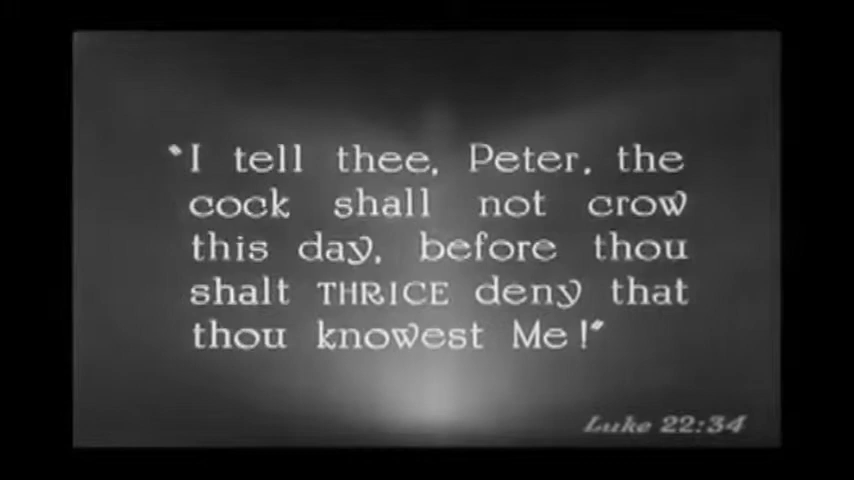 "I tell thee, Peter, the
cock shall not crow
this day, before thou
shalt THRICE deny that
thou knowest Me!"
Luke 22:34